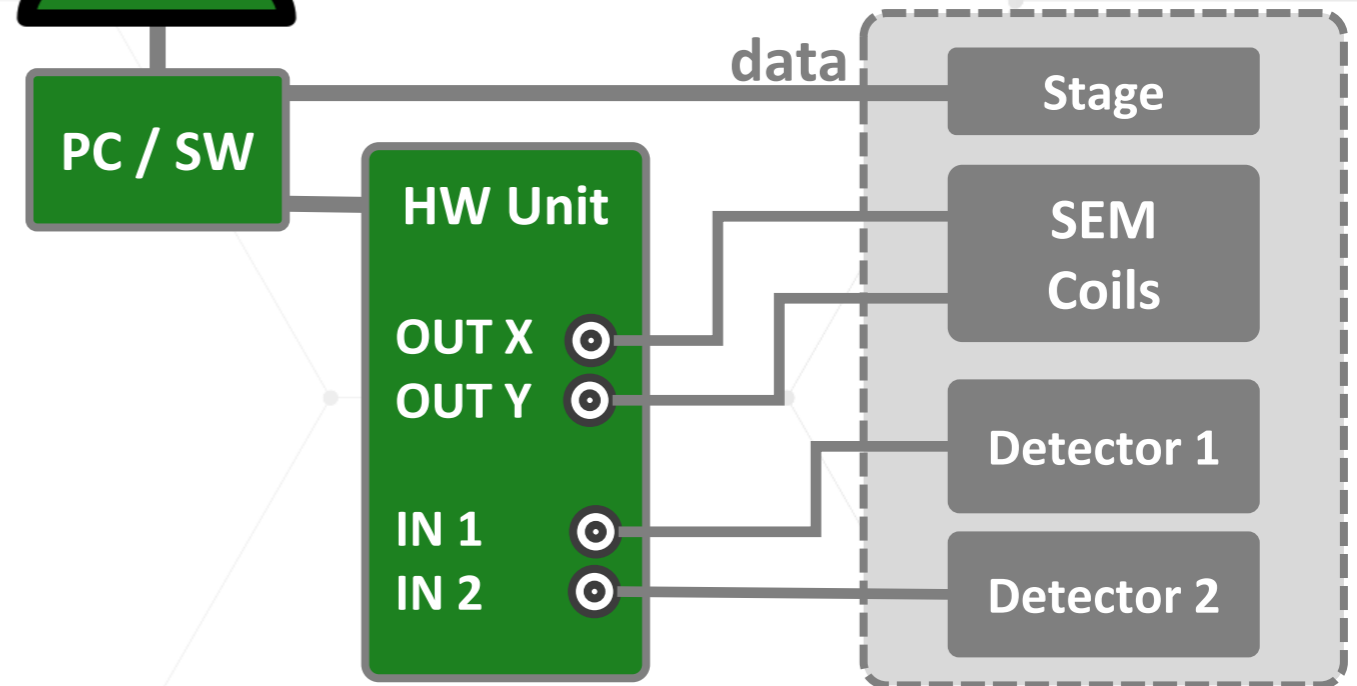 data
Stage
PC / SW
HW Unit
SEM
Coils
OUT X
OUT Y
Detector 1
IN 1
IN 2
Detector 2